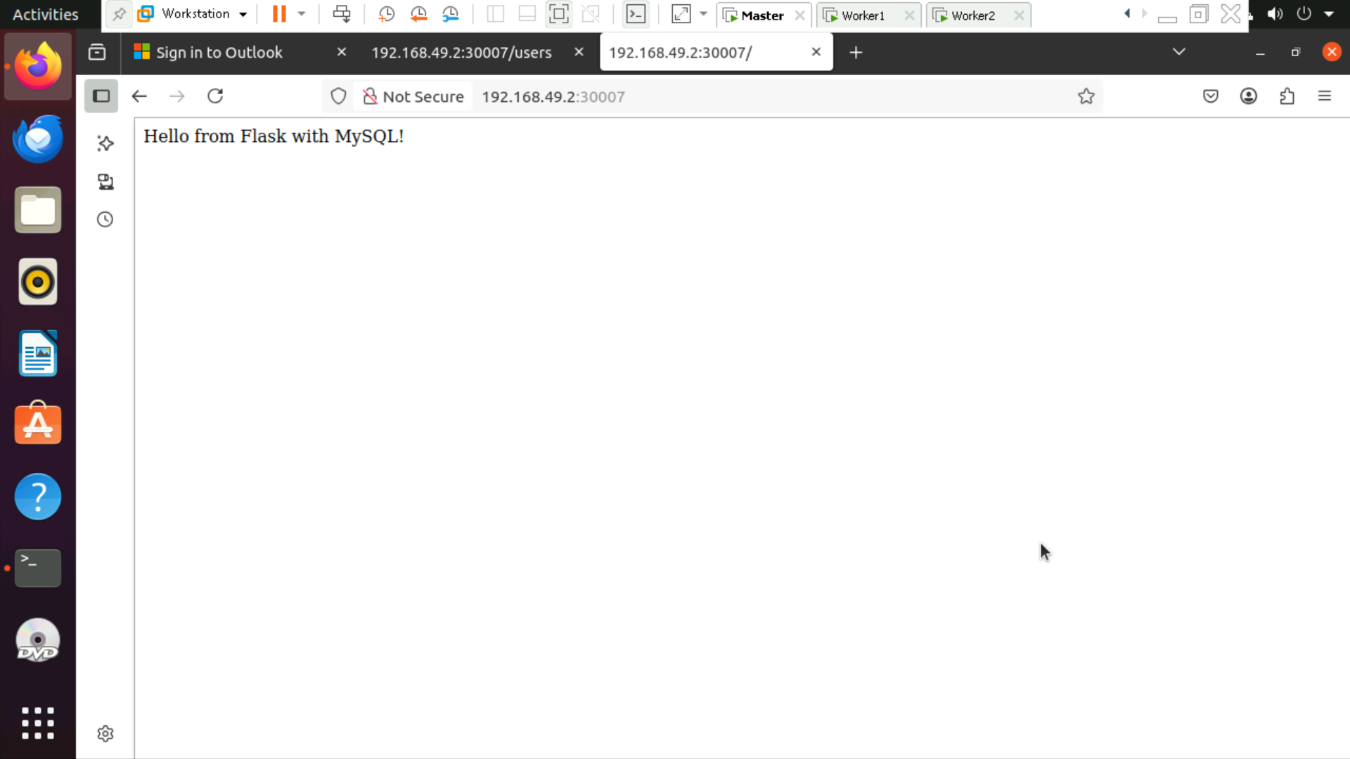 Activities
Workstation
Master
Worker1
Worker2
Sign in to Outlook
192.168.49.2:30007/users
192.168.49.2:30007/
Not Secure
192.168.49.2:30007
Hello from Flask with MySQL!
A
?
>_
DVD